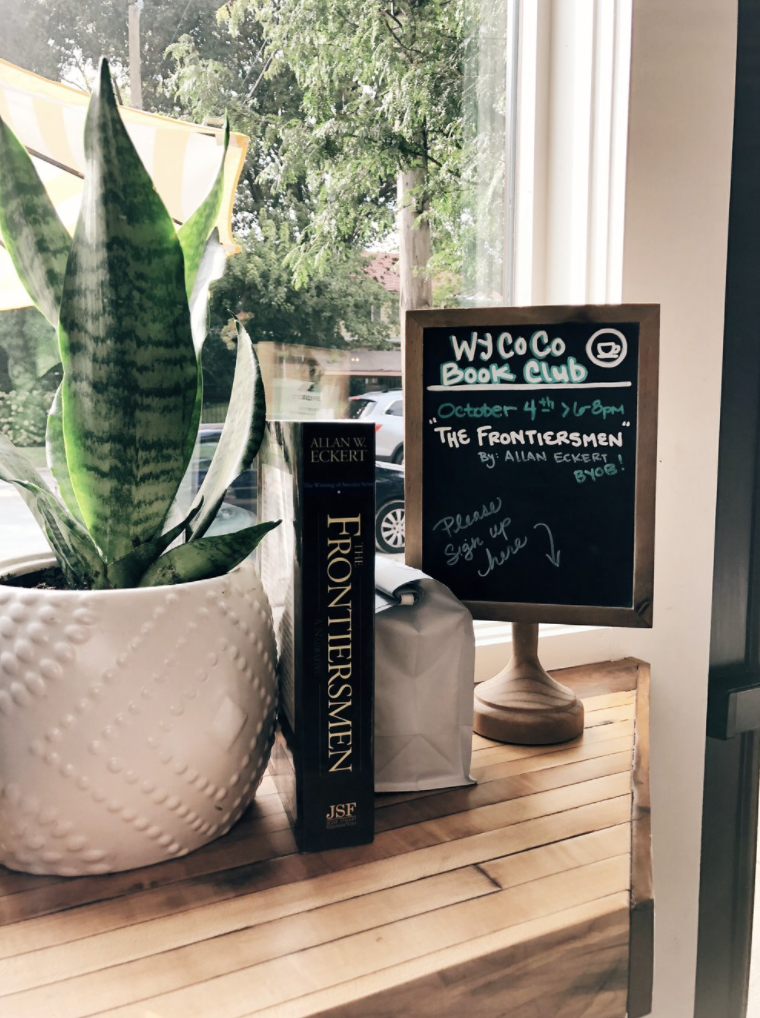 ALLAN W.
ECKERT
THE
FRONTIERSMEN
A NARRATIVE
JSF
WYCoCo
Book Club
October 4th > 6-8pm
"THE FRONTIERSMEN"
By: ALLAN ECKERT
BYOB!
Please
Sign up
here